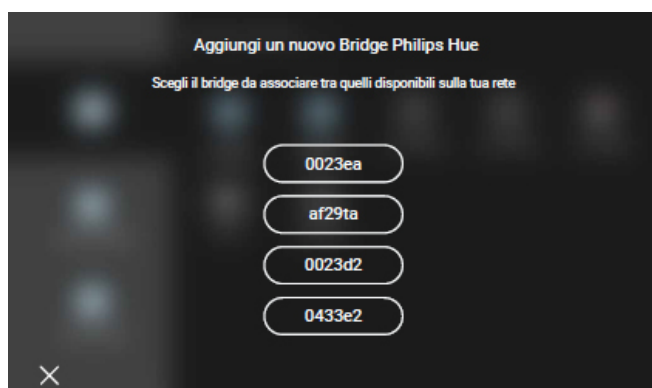 Aggiungi un nuovo Bridge Philips Hue
Scegli il bridge da associare tra quelli disponibili sulla tua rete
0023ea
af29ta
0023d2
0433e2